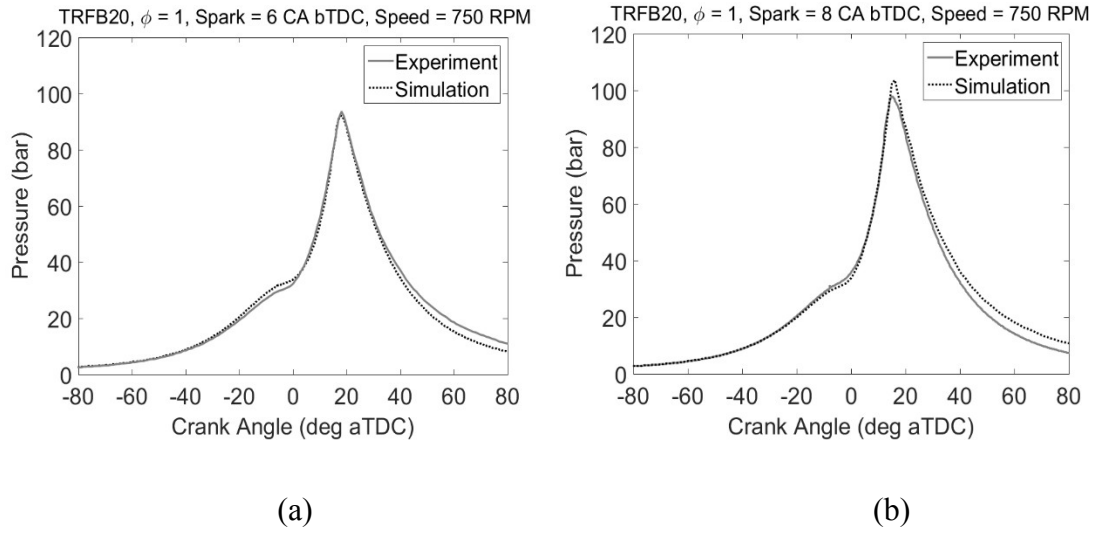 TRFB20, ϕ = 1, Spark = 6 CA bTDC, Speed = 750 RPM
120
100
80
60
40
20
0
Pressure (bar)
Experiment
Simulation
-80 -60 -40 -20 0 20 40 60 80
Crank Angle (deg aTDC)
(a)
TRFB20, ϕ = 1, Spark = 8 CA bTDC, Speed = 750 RPM
120
100
80
60
40
20
0
Pressure (bar)
Experiment
Simulation
-80 -60 -40 -20 0 20 40 60 80
Crank Angle (deg aTDC)
(b)